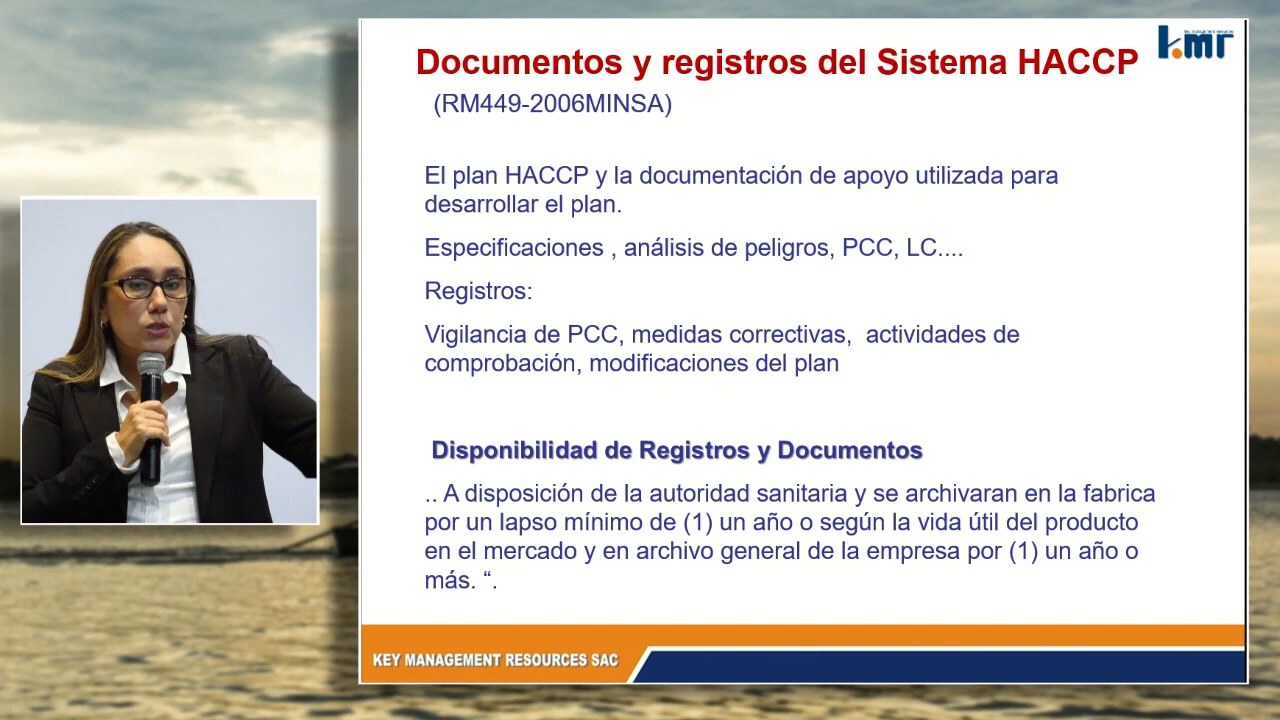 kmr
Documentos y registros del Sistema HACCP
(RM449-2006MINSA)
El plan HACCP y la documentación de apoyo utilizada para
desarrollar el plan.
Especificaciones , análisis de peligros, PCC, LC....
Registros:
Vigilancia de PCC, medidas correctivas,  actividades de
comprobación, modificaciones del plan
Disponibilidad de Registros y Documentos
.. A disposición de la autoridad sanitaria y se archivaran en la fabrica
por un lapso mínimo de (1) un año o según la vida útil del producto
en el mercado y en archivo general de la empresa por (1) un año o
más. “.
KEY MANAGEMENT RESOURCES SAC